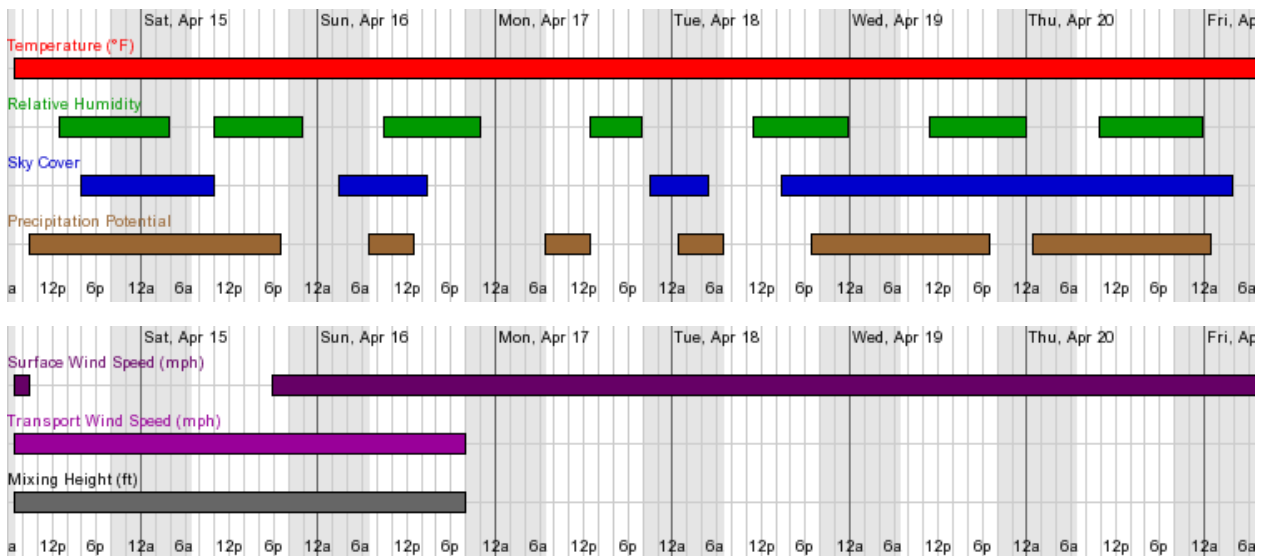 Sat, Apr 15 Sun, Apr 16 Mon, Apr 17 Tue, Apr 18 Wed, Apr 19 Thu, Apr 20 Fri, Ap
Temperature (°F)
Relative Humidity
Sky Cover
Precipitation Potential
a 12p 6p 12a 6a 12p 6p 12a 6a 12p 6p 12a 6a 12p 6p 12a 6a 12p 6p 12a 6a 12p 6p 12a 6a 12p 6p 12a 6a
Sat, Apr 15 Sun, Apr 16 Mon, Apr 17 Tue, Apr 18 Wed, Apr 19 Thu, Apr 20 Fri, Ap
Surface Wind Speed (mph)
Transport Wind Speed (mph)
Mixing Height (ft)
a 12p 6p 12a 6a 12p 6p 12a 6a 12p 6p 12a 6a 12p 6p 12a 6a 12p 6p 12a 6a 12p 6p 12a 6a 12p 6p 12a 6a